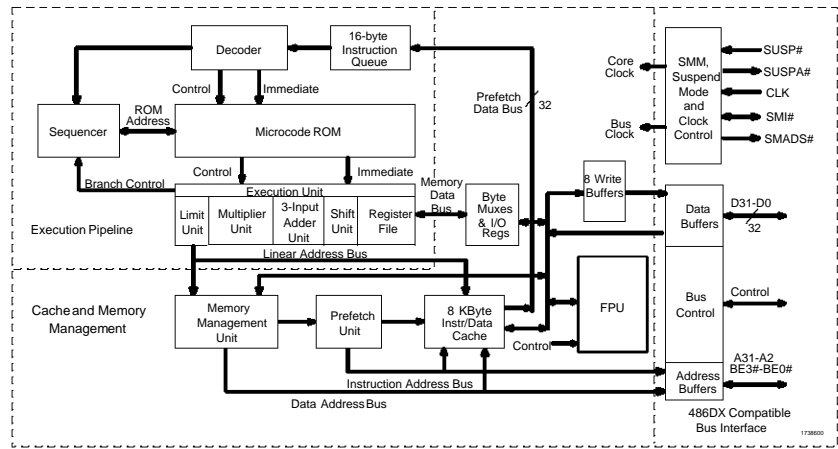 Decoder
16-byte
Instruction
Queue
Control
Immediate
ROM
Address
Sequencer
Microcode ROM
Control
Immediate
Branch Control
Execution Unit
Limit
Unit
Multiplier
Unit
3-Input
Adder
Unit
Shift
Unit
Register
File
Execution Pipeline
Linear Address Bus
Memory
Data
Bus
Byte
Muxes
& I/O
Regs
Prefetch
Data Bus
32
Core
Clock
Bus
Clock
SMM,
Suspend
Mode
and
Clock
Control
SUSP#
SUSPA#
CLK
SMI#
SMADS#
8 Write
Buffers
Data
Buffers
D31-D0
32
Cache and Memory
Management
Memory
Management
Unit
Prefetch
Unit
8 KByte
Instr/Data
Cache
FPU
Control
Bus
Control
Control
Instruction Address Bus
Data Address Bus
Address
Buffers
A31-A2
BE3#-BE0#
486DX Compatible
Bus Interface
1738600